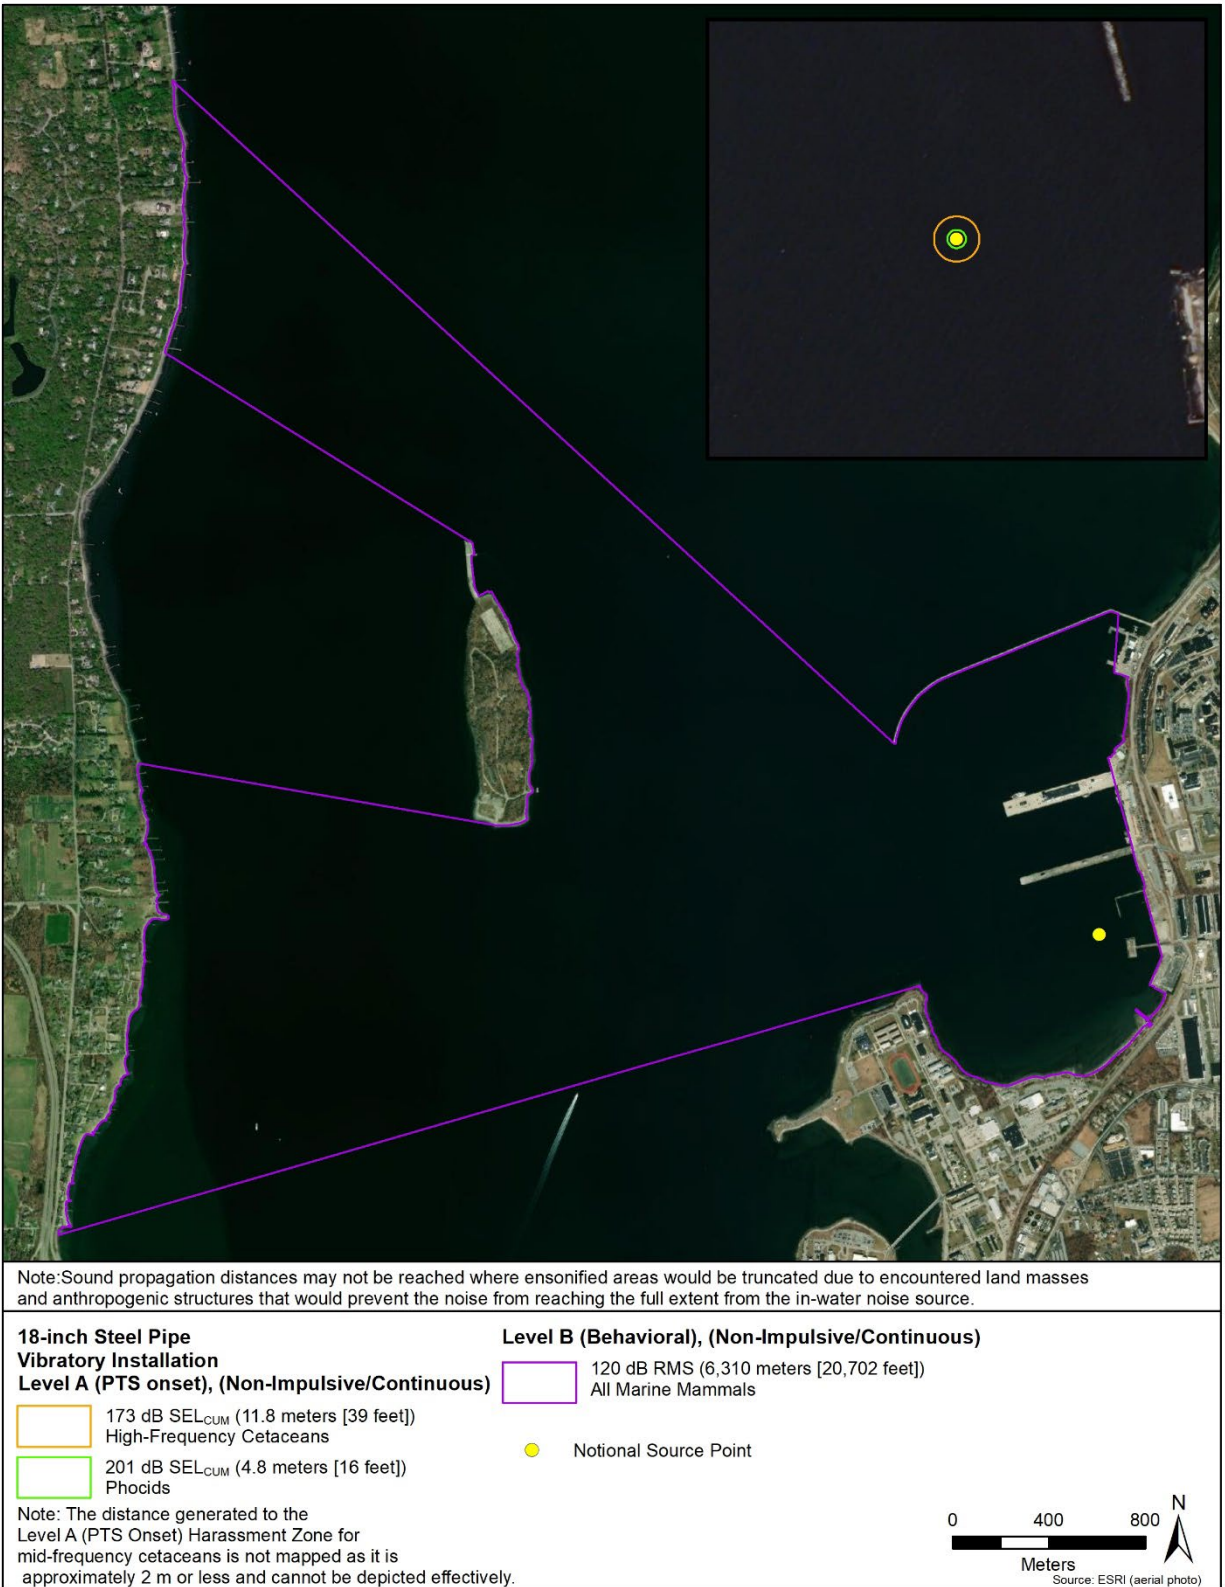 Note:Sound propagation distances may not be reached where ensonified areas would be truncated due to encountered land masses
and anthropogenic structures that would prevent the noise from reaching the full extent from the in-water noise source.
18-inch Steel Pipe
Vibratory Installation
Level A (PTS onset), (Non-Impulsive/Continuous)
173 dB SELCUM (11.8 meters [39 feet])
High-Frequency Cetaceans
201 dB SELCUM (4.8 meters [16 feet])
Phocids
Note: The distance generated to the
Level A (PTS Onset) Harassment Zone for
mid-frequency cetaceans is not mapped as it is
approximately 2 m or less and cannot be depicted effectively.
Level B (Behavioral), (Non-Impulsive/Continuous)
120 dB RMS (6,310 meters [20,702 feet])
All Marine Mammals
Notional Source Point
0 400 800
Meters
N
Source: ESRI (aerial photo)